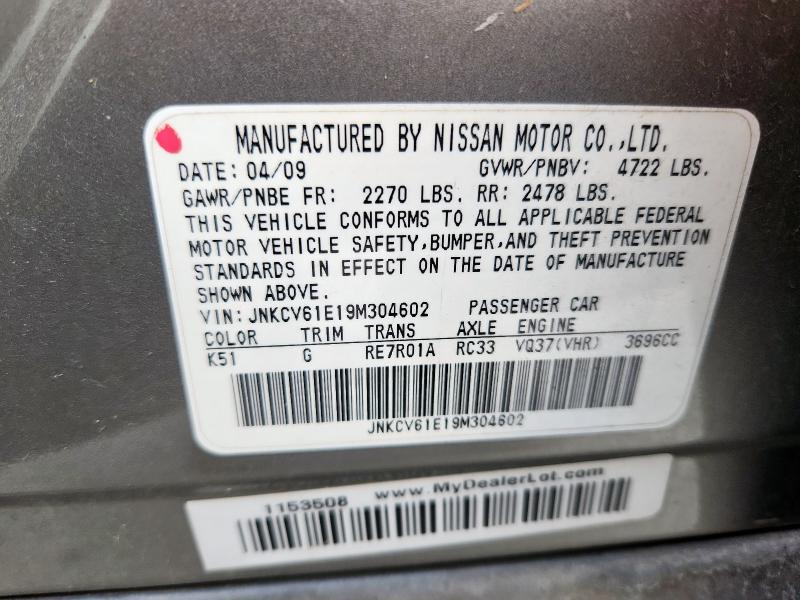 MANUFACTURED BY NISSAN MOTOR CO.,LTD.
DATE: 04/09 GVWR/PNBV: 4722 LBS.
GAWR/PNBE FR: 2270 LBS. RR: 2478 LBS.
THIS VEHICLE CONFORMS TO ALL APPLICABLE FEDERAL
MOTOR VEHICLE SAFETY,BUMPER,AND THEFT PREVENTION
STANDARDS IN EFFECT ON THE DATE OF MANUFACTURE
SHOWN ABOVE.
VIN: JNKCV61E19M304602 PASSENGER CAR
COLOR TRIM TRANS AXLE ENGINE
K51 G RE7R01A RC33 VQ37(VHR) 3696CC
JNKCV61E19M304602
1153508 www.MyDealerLot.com